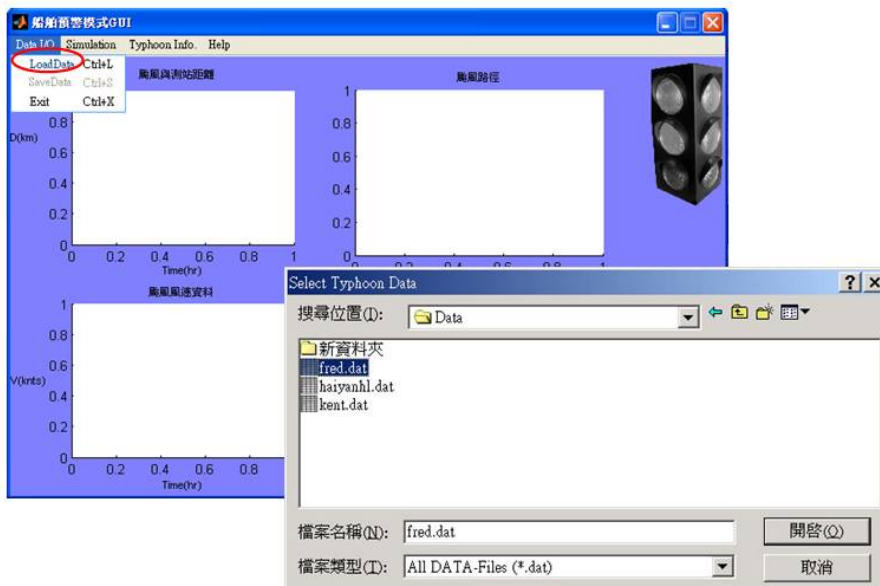 船舶預警模式GUI
Data I/O Simulation Typhoon Info. Help
LoadData Ctrl+L
SaveData Ctrl+S
Exit Ctrl+X
颱風與測站距離
D(km)
0.8
0.6
0.4
0.2
0
0 0.2 0.4 0.6 0.8 1
Time(hr)
颱風路徑
1
0.8
0.6
0.4
0.2
0
颱風風速資料
V(knts)
1
0.8
0.6
0.4
0.2
0
0 0.2 0.4 0.6 0.8
Time(hr)
Select Typhoon Data
搜尋位置(I): Data
新資料夾
fred.dat
haiyanhl.dat
kent.dat
檔案名稱(N): fred.dat 開啓(O)
檔案類型(T): All DATA-Files (*.dat) 取消